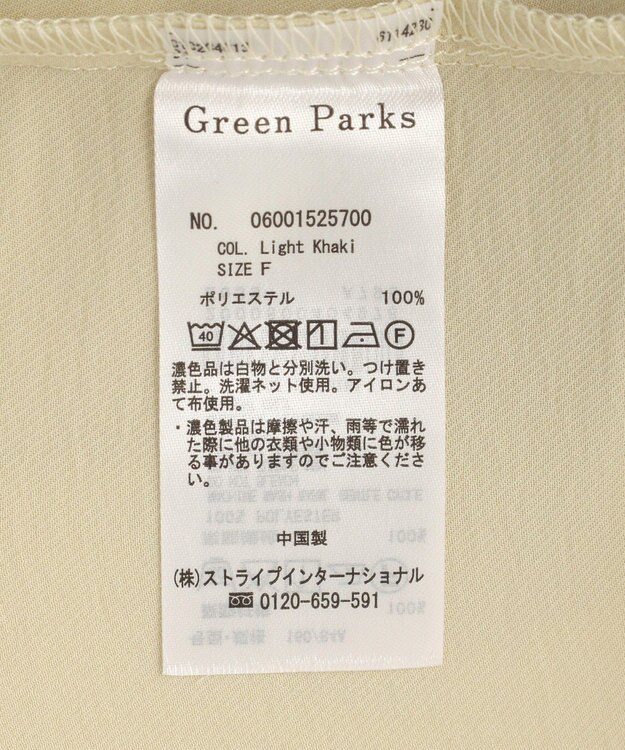 Green Parks
NO. 06001525700
COL. Light Khaki
SIZE F
ポリエステル 100%
40 F
濃色品は白物と分別洗い。つけ置き
禁止。洗濯ネット使用。アイロンあ
て布使用。
・濃色製品は摩擦や汗、雨等で濡れ
た際に他の衣類や小物類に色が移
る事がありますのでご注意くださ
い。
中国製
(株)ストライプインターナショナル
0120-659-591